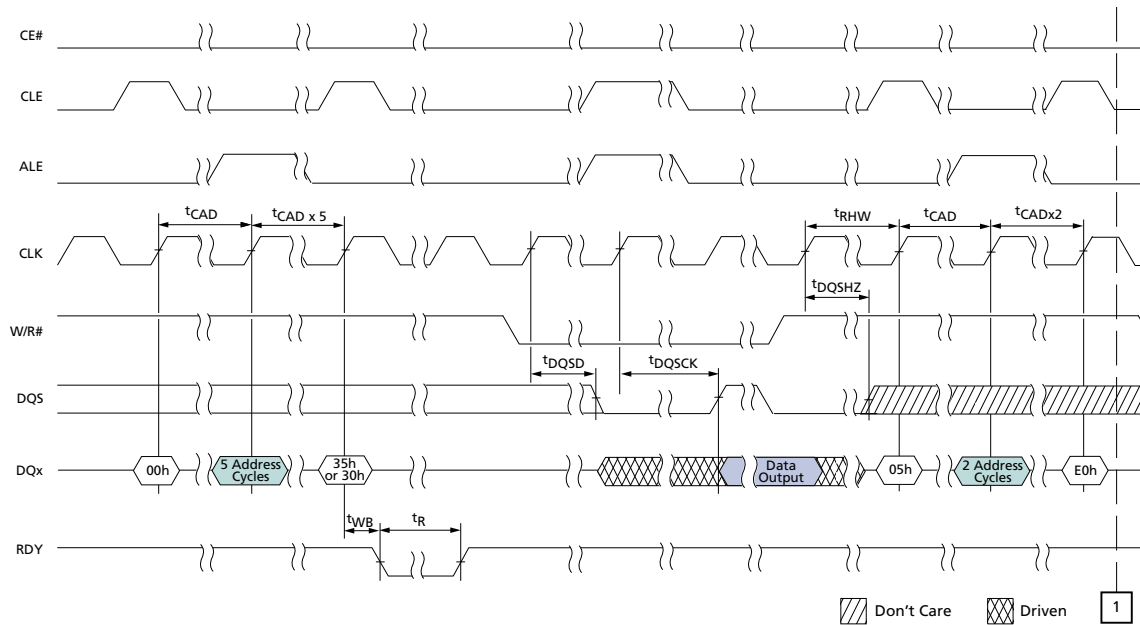 CE#
CLE
ALE
tCAD
tCAD x 5
tRHW
tCAD
tCADx2
CLK
tDQSHZ
W/R#
tDQSD
tDQSCK
DQS
DQx
00h
5 Address
Cycles
35h
or 30h
Data
Output
05h
2 Address
Cycles
E0h
tWB
tR
RDY
Don't Care
Driven
1